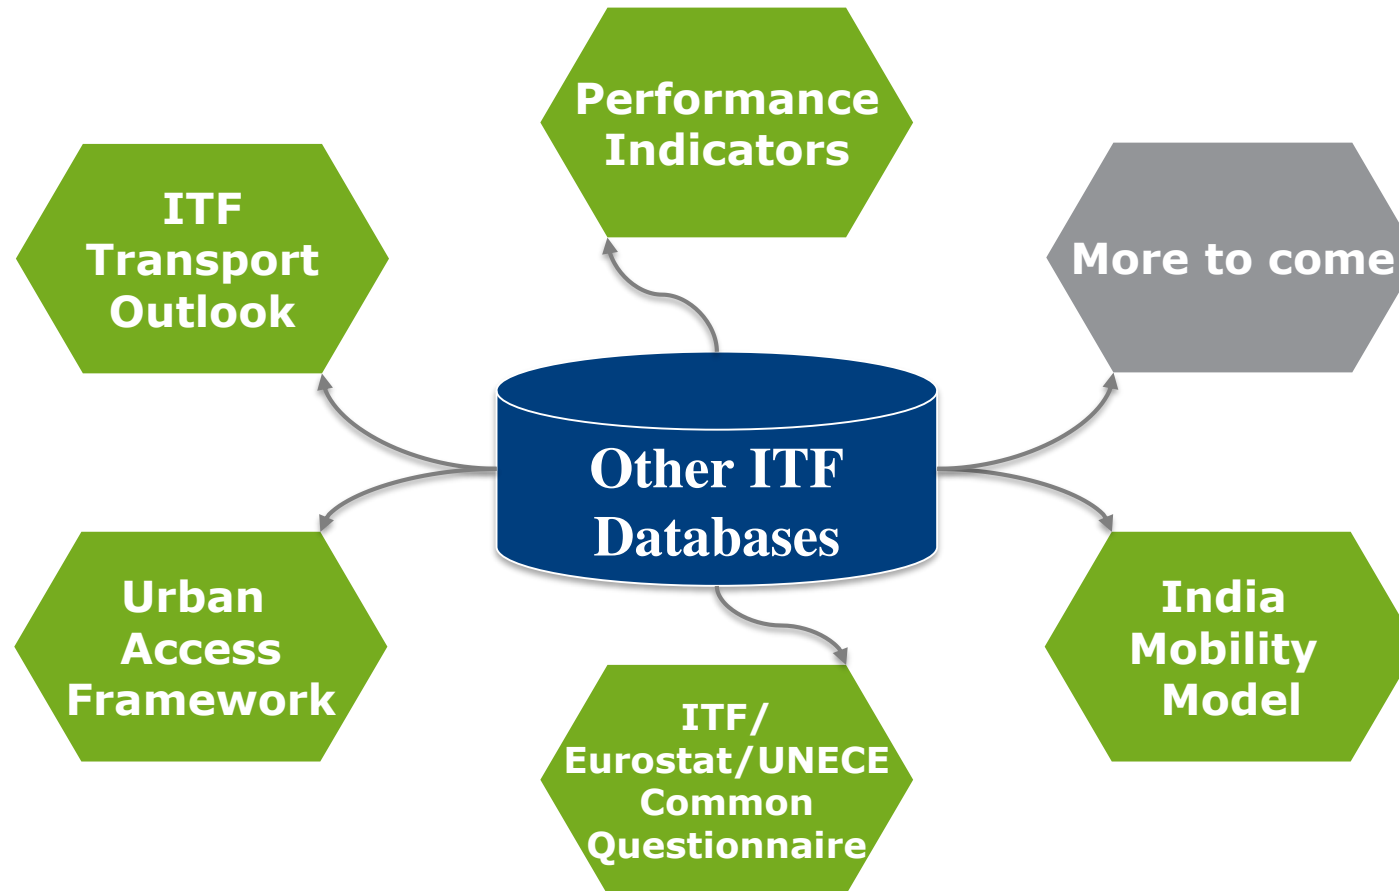 Performance
Indicators
ITF
Transport
Outlook
More to come
Other ITF
Databases
Urban
Access
Framework
India
Mobility
Model
ITF/
Eurostat/UNECE
Common
Questionnaire